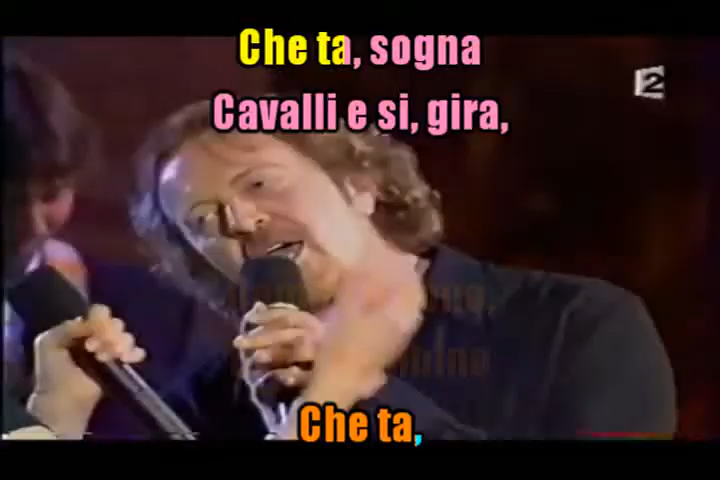 Che ta, sogna
2
Cavalli e si, gira,
Che ta,